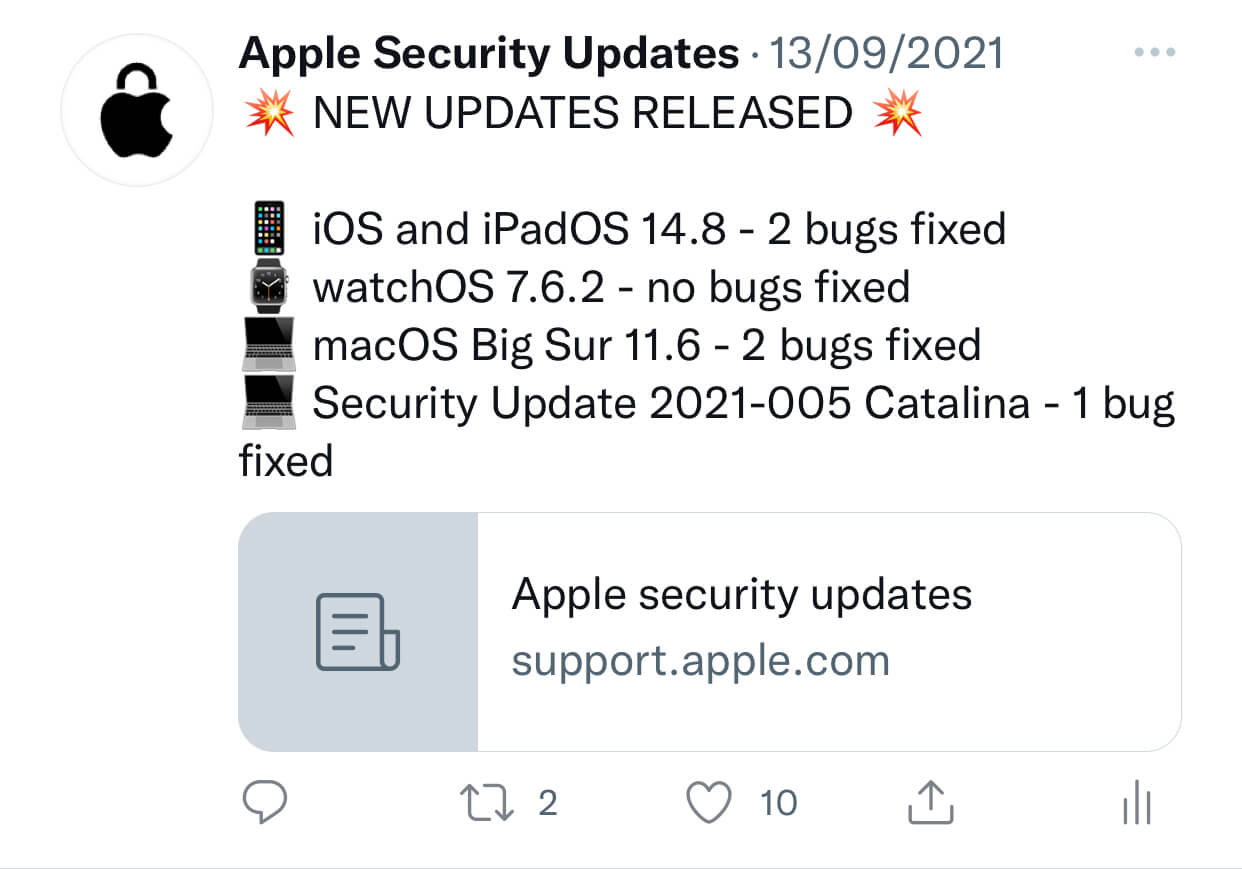 Apple Security Updates · 13/09/2021
💥 NEW UPDATES RELEASED 💥
📱 iOS and iPadOS 14.8 - 2 bugs fixed
⌚ watchOS 7.6.2 - no bugs fixed
💻 macOS Big Sur 11.6 - 2 bugs fixed
💻 Security Update 2021-005 Catalina - 1 bug
fixed
Apple security updates
support.apple.com
2 10